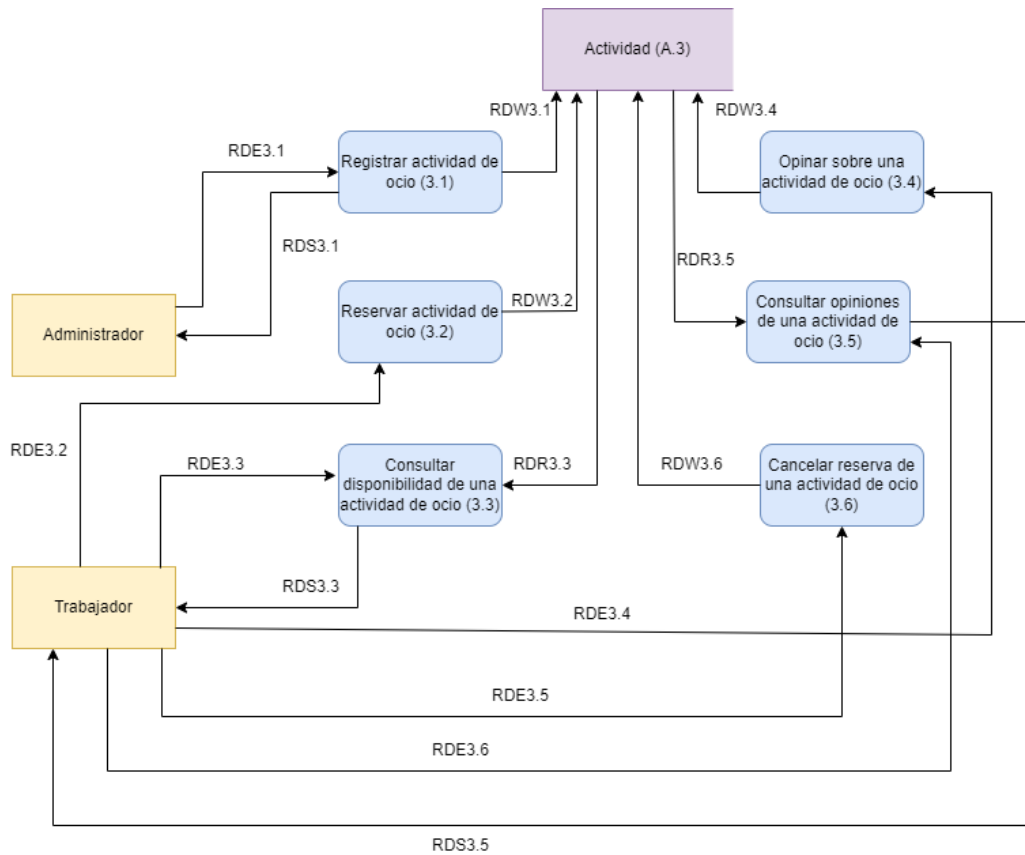 Actividad (A.3)
RDW3.1
RDW3.4
RDE3.1
Registrar actividad de
ocio (3.1)
Opinar sobre una
actividad de ocio (3.4)
RDS3.1
RDR3.5
Administrador
Reservar actividad de
ocio (3.2)
RDW3.2
Consultar opiniones
de una actividad de
ocio (3.5)
RDE3.2
RDE3.3
Consultar
disponibilidad de una
actividad de ocio (3.3)
RDR3.3
RDW3.6
Cancelar reserva de
una actividad de ocio
(3.6)
RDS3.3
Trabajador
RDE3.4
RDE3.5
RDE3.6
RDS3.5